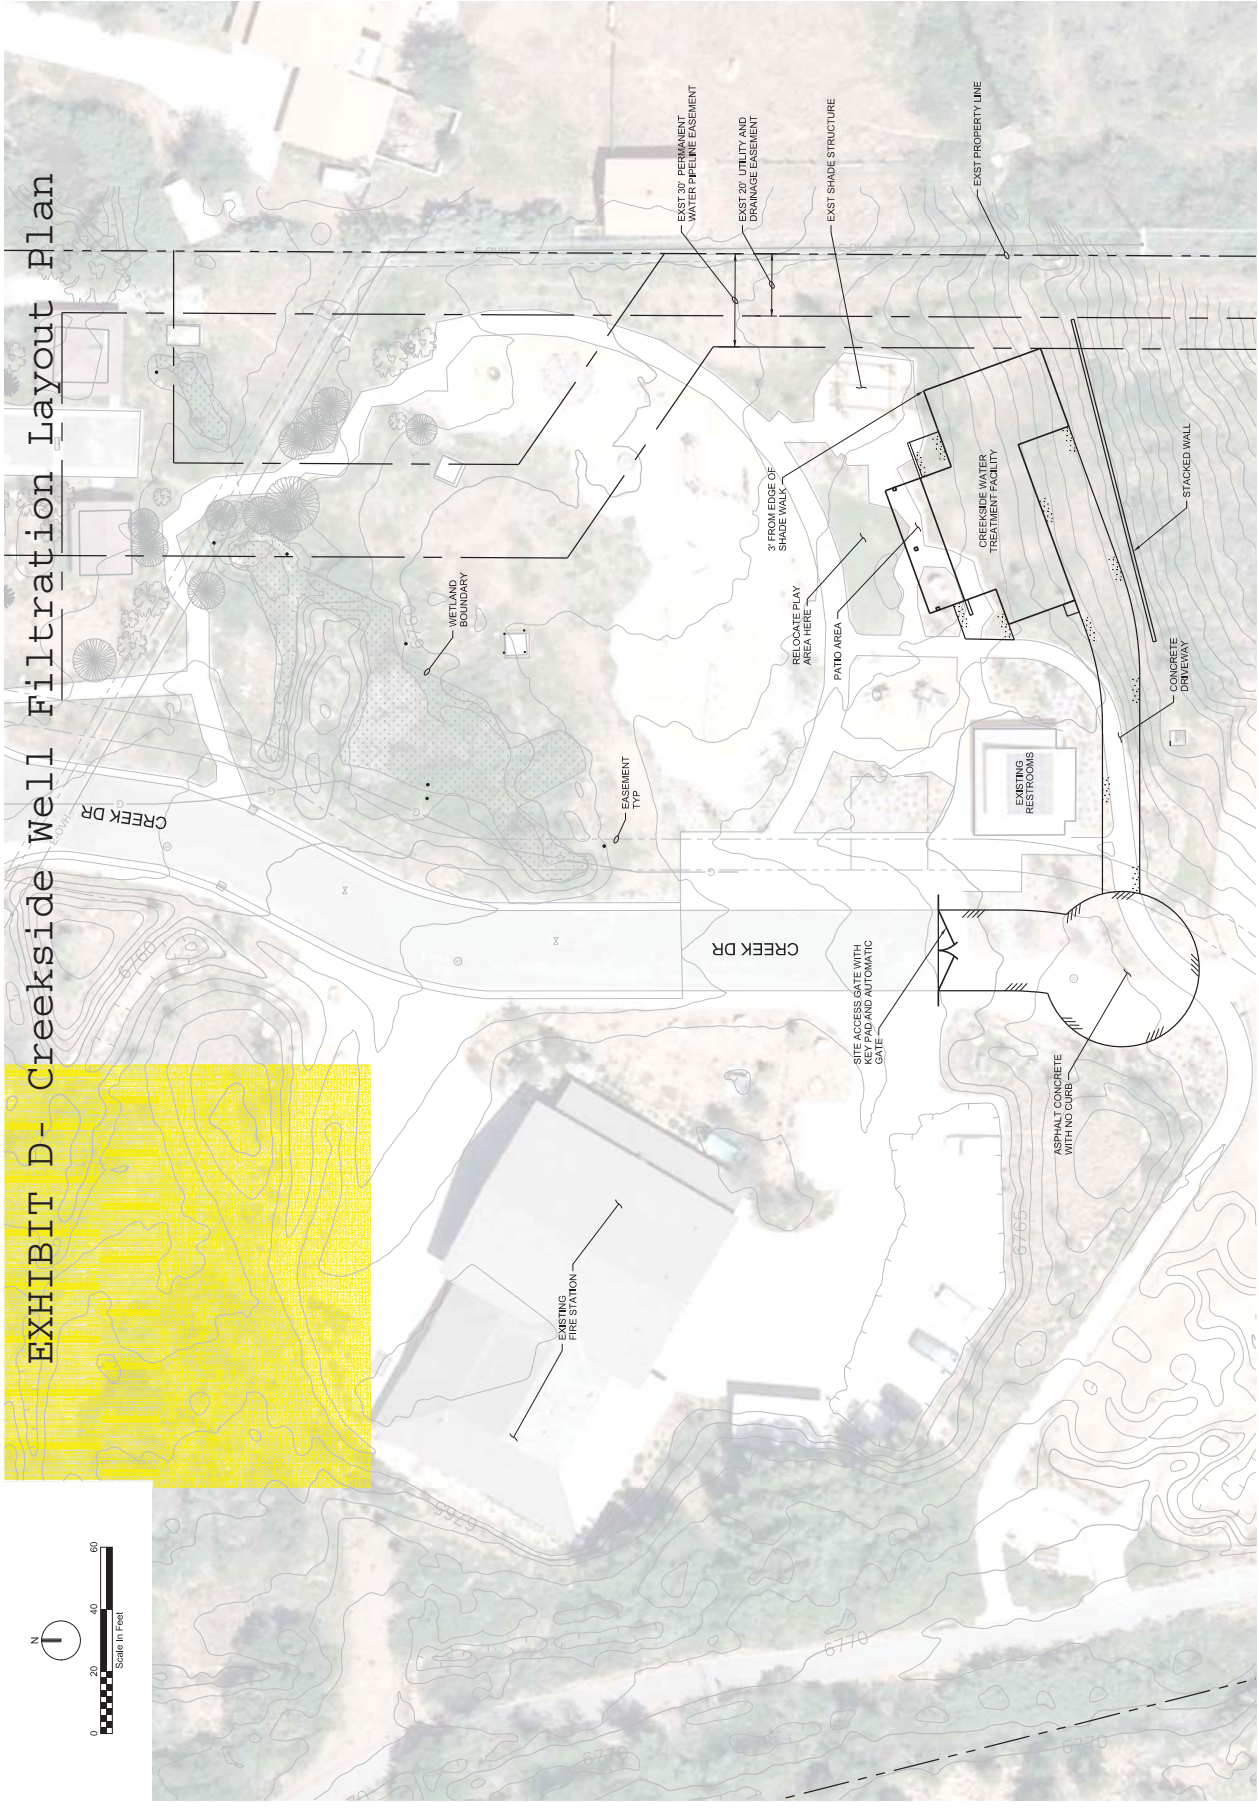 EXHIBIT D- Creekside Well Filtration Layout Plan
N
0 20 40 60
Scale In Feet
CREEK DR
E-OVH
G
G
6760
WETLAND
BOUNDARY
EASEMENT
TYP
EXST 30' PERMANENT
WATER PIPELINE EASEMENT
EXST 20' UTILITY AND
DRAINAGE EASEMENT
EXST SHADE STRUCTURE
EXST PROPERTY LINE
E-OVH
3' FROM EDGE OF
SHADE WALK
RELOCATE PLAY
AREA HERE
PATIO AREA
CREEKSIDE WATER
TREATMENT FACILITY
STACKED WALL
CONCRETE
DRIVEWAY
EXISTING
RESTROOMS
G
CREEK DR
SITE ACCESS GATE WITH
KEY PAD AND AUTOMATIC
GATE
ASPHALT CONCRETE
WITH NO CURB
EXISTING
FIRE STATION
6765
6765
6770
6770
6770